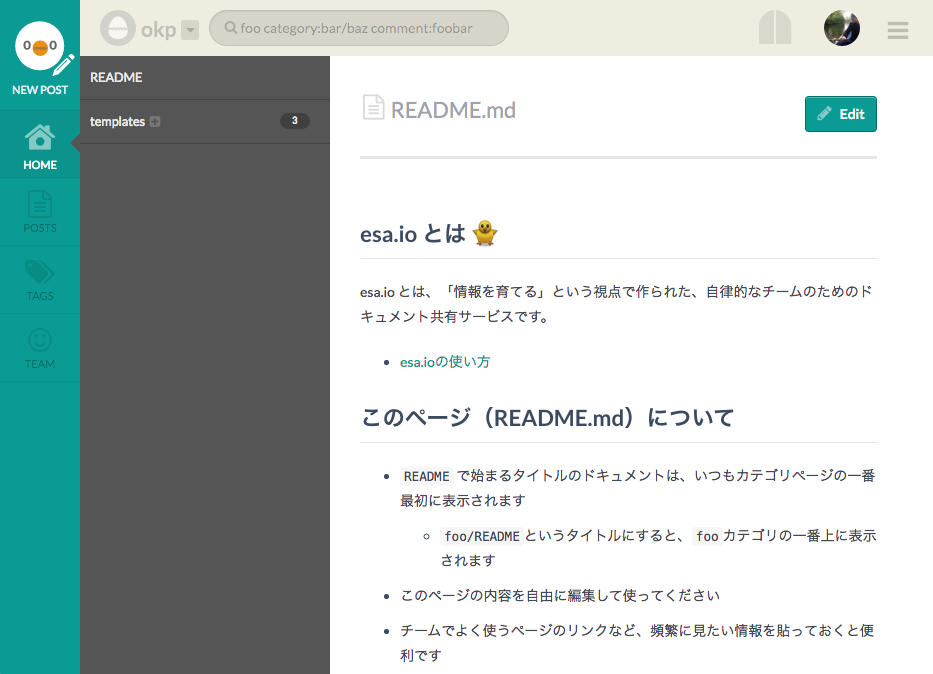 okp
foo category:bar/baz comment:foobar
NEW POST
HOME
POSTS
TAGS
TEAM
README
templates
3
README.md
Edit
esa.io とは
esa.io とは、「情報を育てる」という視点で作られた、自律的なチームのためのド
キュメント共有サービスです。
esa.ioの使い方
このページ（README.md）について
README で始まるタイトルのドキュメントは、いつもカテゴリページの一番
最初に表示されます
foo/README というタイトルにすると、 foo カテゴリの一番上に表示
されます
このページの内容を自由に編集して使ってください
チームでよく使うページのリンクなど、頻繁に見たい情報を貼っておくと便
利です